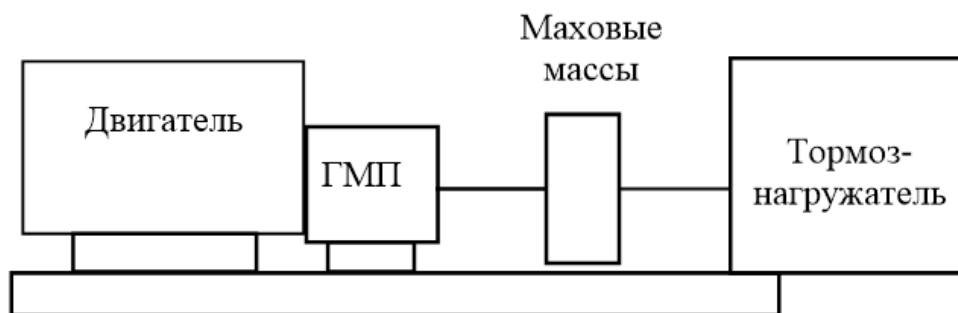 Маховые
массы
Двигатель
ГМП
Тормоз-
нагружатель